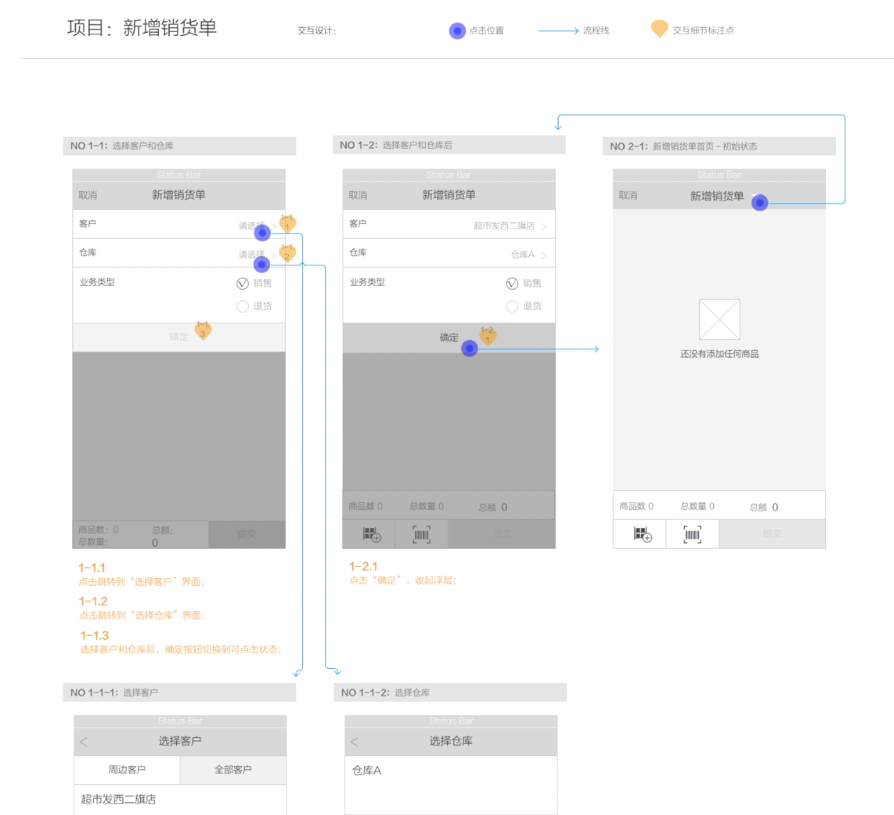 项目：新增销货单
交互设计：
点击位置
流程线
交互细节标注点
NO 1-1：选择客户和仓库
Status Bar
取消
新增销货单
客户
请选择 >
1-1
1
仓库
请选择 >
1-1
2
业务类型
销售
退货
确定
1-1
3
商品数：0
总额：
总数量：
0
提交
1-1.1
点击跳转到“选择客户”界面；
1-1.2
点击跳转到“选择仓库”界面；
1-1.3
选择客户和仓库后，确定按钮切换到可点击状态；
NO 1-2：选择客户和仓库后
Status Bar
取消
新增销货单
客户
超市发西二旗店 >
仓库
仓库A >
业务类型
销售
退货
确定
1-2
1
商品数 0
总数量 0
总额 0
提交
1-2.1
点击“确定”，收起浮层；
NO 2-1：新增销货单首页-初始状态
Status Bar
取消
新增销货单
还没有添加任何商品
商品数 0
总数量 0
总额 0
提交
NO 1-1-1：选择客户
Status Bar
<
选择客户
周边客户
全部客户
超市发西二旗店
NO 1-1-2：选择仓库
Status Bar
<
选择仓库
仓库A